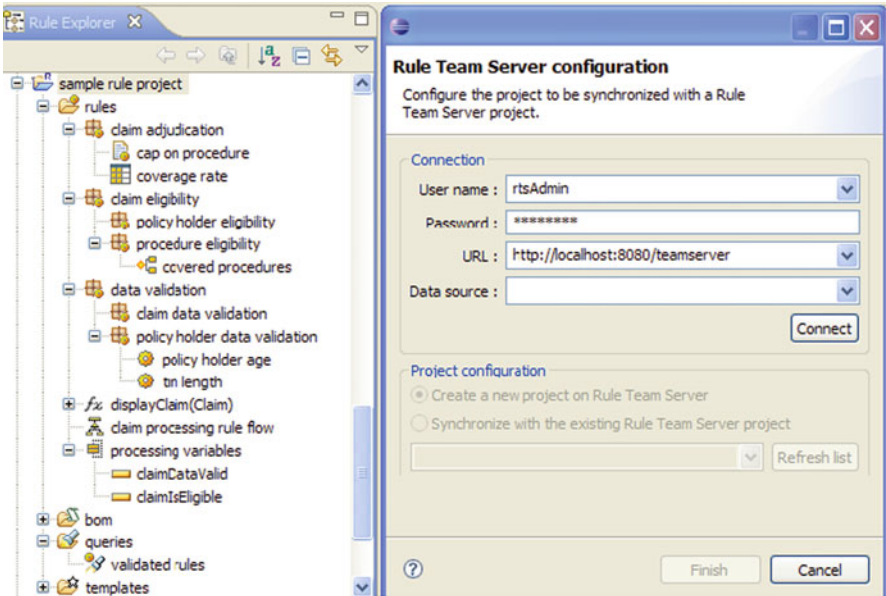 Rule Explorer
sample rule project
rules
claim adjudication
cap on procedure
coverage rate
claim eligibility
policy holder eligibility
procedure eligibility
covered procedures
data validation
claim data validation
policy holder data validation
policy holder age
tin length
fx displayClaim(Claim)
claim processing rule flow
processing variables
claimDataValid
claimIsEligible
bom
queries
validated rules
templates
Rule Team Server configuration
Configure the project to be synchronized with a Rule
Team Server project.
Connection
User name : rtsAdmin
Password : ********
URL : http://localhost:8080/teamserver
Data source :
Connect
Project configuration
Create a new project on Rule Team Server
Synchronize with the existing Rule Team Server project
Refresh list
Finish
Cancel